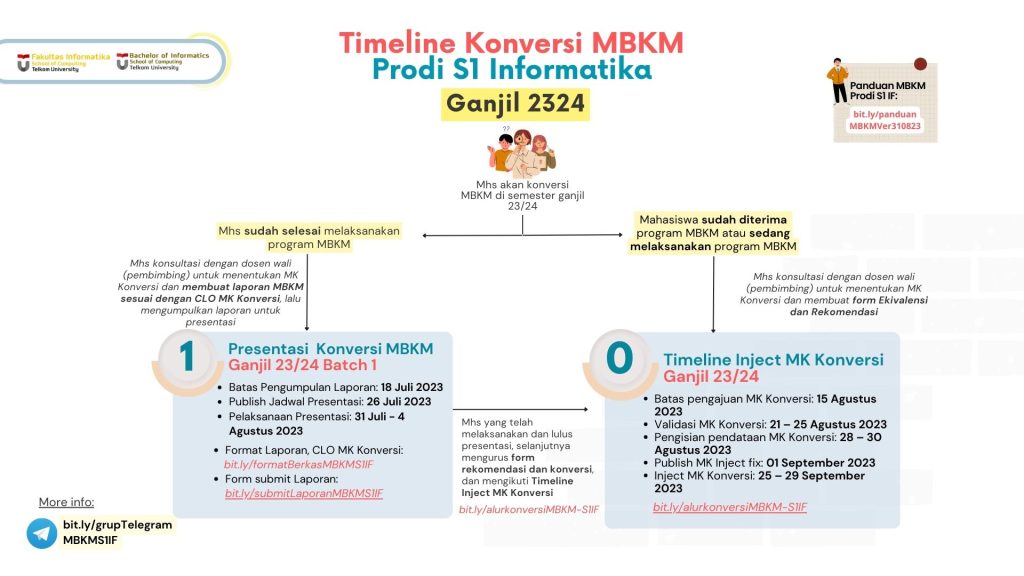 Fakultas Informatika
School of Computing
Telkom University
Bachelor of Informatics
School of Computing
Telkom University
Timeline Konversi MBKM
Prodi S1 Informatika
Ganjil 2324
Panduan MBKM
Prodi S1 IF:
bit.ly/panduan
MBKMVer310823
??
Mhs akan konversi
MBKM di semester ganjil
23/24
Mhs sudah selesai melaksanakan
program MBKM
Mahasiswa sudah diterima
program MBKM atau sedang
melaksanakan program MBKM
Mhs konsultasi dengan dosen wali
(pembimbing) untuk menentukan MK
Konversi dan membuat laporan MBKM
sesuai dengan CLO MK Konversi, lalu
mengumpulkan laporan untuk
presentasi
Mhs konsultasi dengan dosen wali
(pembimbing) untuk menentukan MK
Konversi dan membuat form Ekivalensi
dan Rekomendasi
1
Presentasi Konversi MBKM
Ganjil 23/24 Batch 1
• Batas Pengumpulan Laporan: 18 Juli 2023
• Publish Jadwal Presentasi: 26 Juli 2023
• Pelaksanaan Presentasi: 31 Juli - 4
Agustus 2023
• Format Laporan, CLO MK Konversi:
bit.ly/formatBerkasMBKMS1IF
• Form submit Laporan:
bit.ly/submitLaporanMBKMS1IF
Mhs yang telah
melaksanakan dan lulus
presentasi, selanjutnya
mengurus form
rekomendasi dan konversi,
dan mengikuti Timeline
Inject MK Konversi
bit.ly/alurkonversiMBKM-S1IF
0
Timeline Inject MK Konversi
Ganjil 23/24
• Batas pengajuan MK Konversi: 15 Agustus
2023
• Validasi MK Konversi: 21 – 25 Agustus 2023
• Pengisian pendataan MK Konversi: 28 – 30
Agustus 2023
• Publish MK Inject fix: 01 September 2023
• Inject MK Konversi: 25 – 29 September
2023
bit.ly/alurkonversiMBKM-S1IF
More info:
bit.ly/grupTelegram
MBKMS1IF